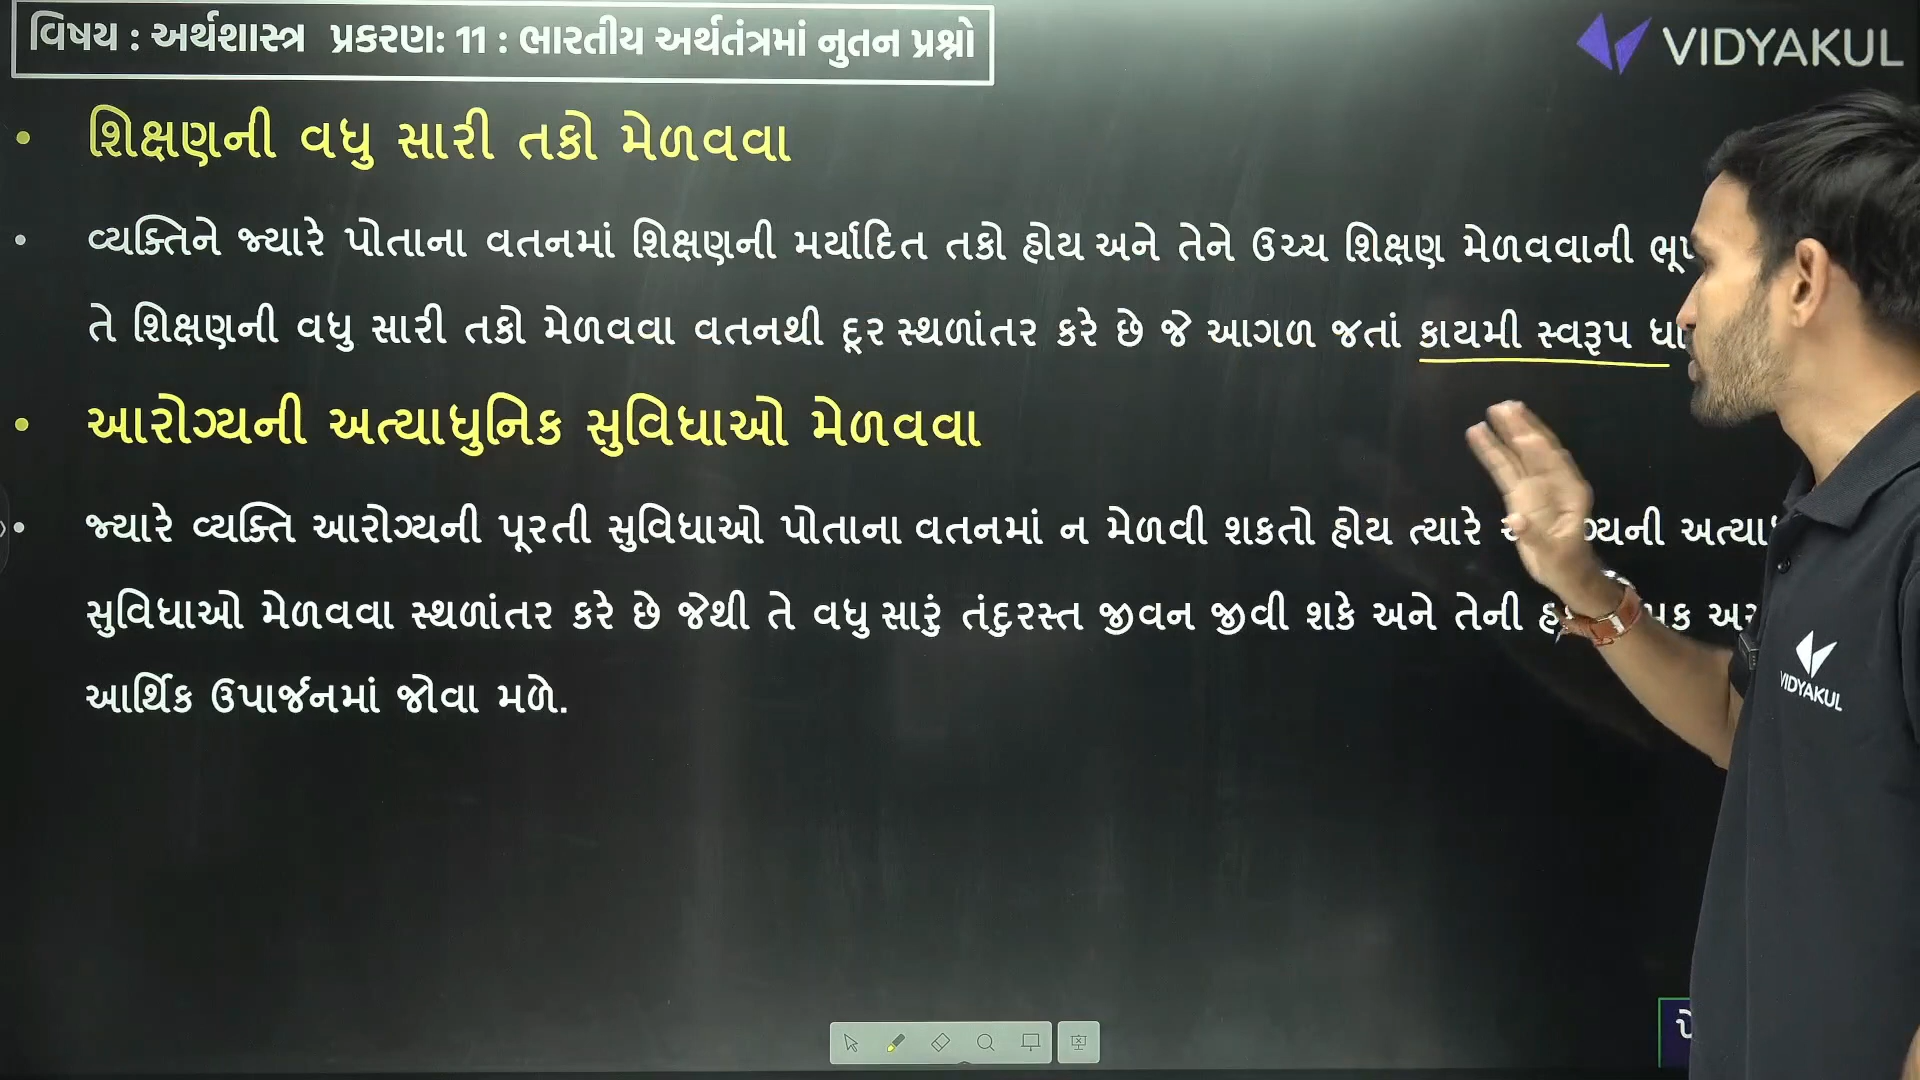 વિષય : અર્થશાસ્ત્ર પ્રકરણ: 11 : ભારતીય અર્થતંત્રમાં નુતન પ્રશ્નો
VIDYAKUL
• શિક્ષણની વધુ સારી તકો મેળવવા
• વ્યક્તિને જ્યારે પોતાના વતનમાં શિક્ષણની મર્યાદિત તકો હોય અને તેને ઉચ્ચ શિક્ષણ મેળવવાની
તે શિક્ષણની વધુ સારી તકો મેળવવા વતનથી દૂર સ્થળાંતર કરે છે જે આગળ જતાં કાયમી સ્વરૂપ
• આરોગ્યની અત્યાધુનિક સુવિધાઓ મેળવવા
• જ્યારે વ્યક્તિ આરોગ્યની પૂરતી સુવિધાઓ પોતાના વતનમાં ન મેળવી શકતો હોય ત્યારે
સુવિધાઓ મેળવવા સ્થળાંતર કરે છે જેથી તે વધુ સારું તંદુરસ્ત જીવન જીવી શકે અને તેની
આર્થિક ઉપાર્જનમાં જોવા મળે.
VIDYAKUL